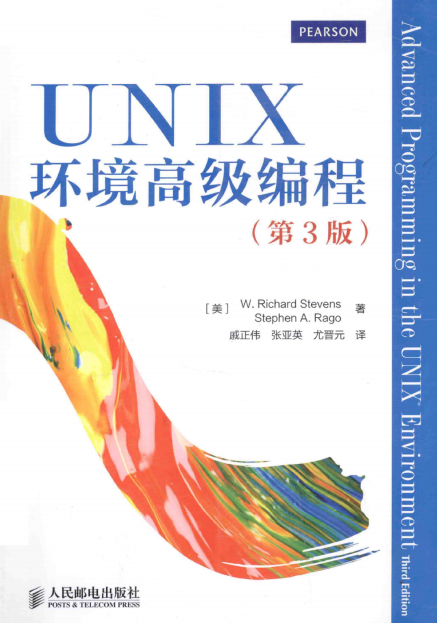 PEARSON
UNIX
环境高级编程
（第3版）
[美] W. Richard Stevens 著
Stephen A. Rago
戚正伟 张亚英 尤晋元 译
Advanced Programming in the UNIX® Environment Third Edition
人民邮电出版社
POSTS & TELECOM PRESS